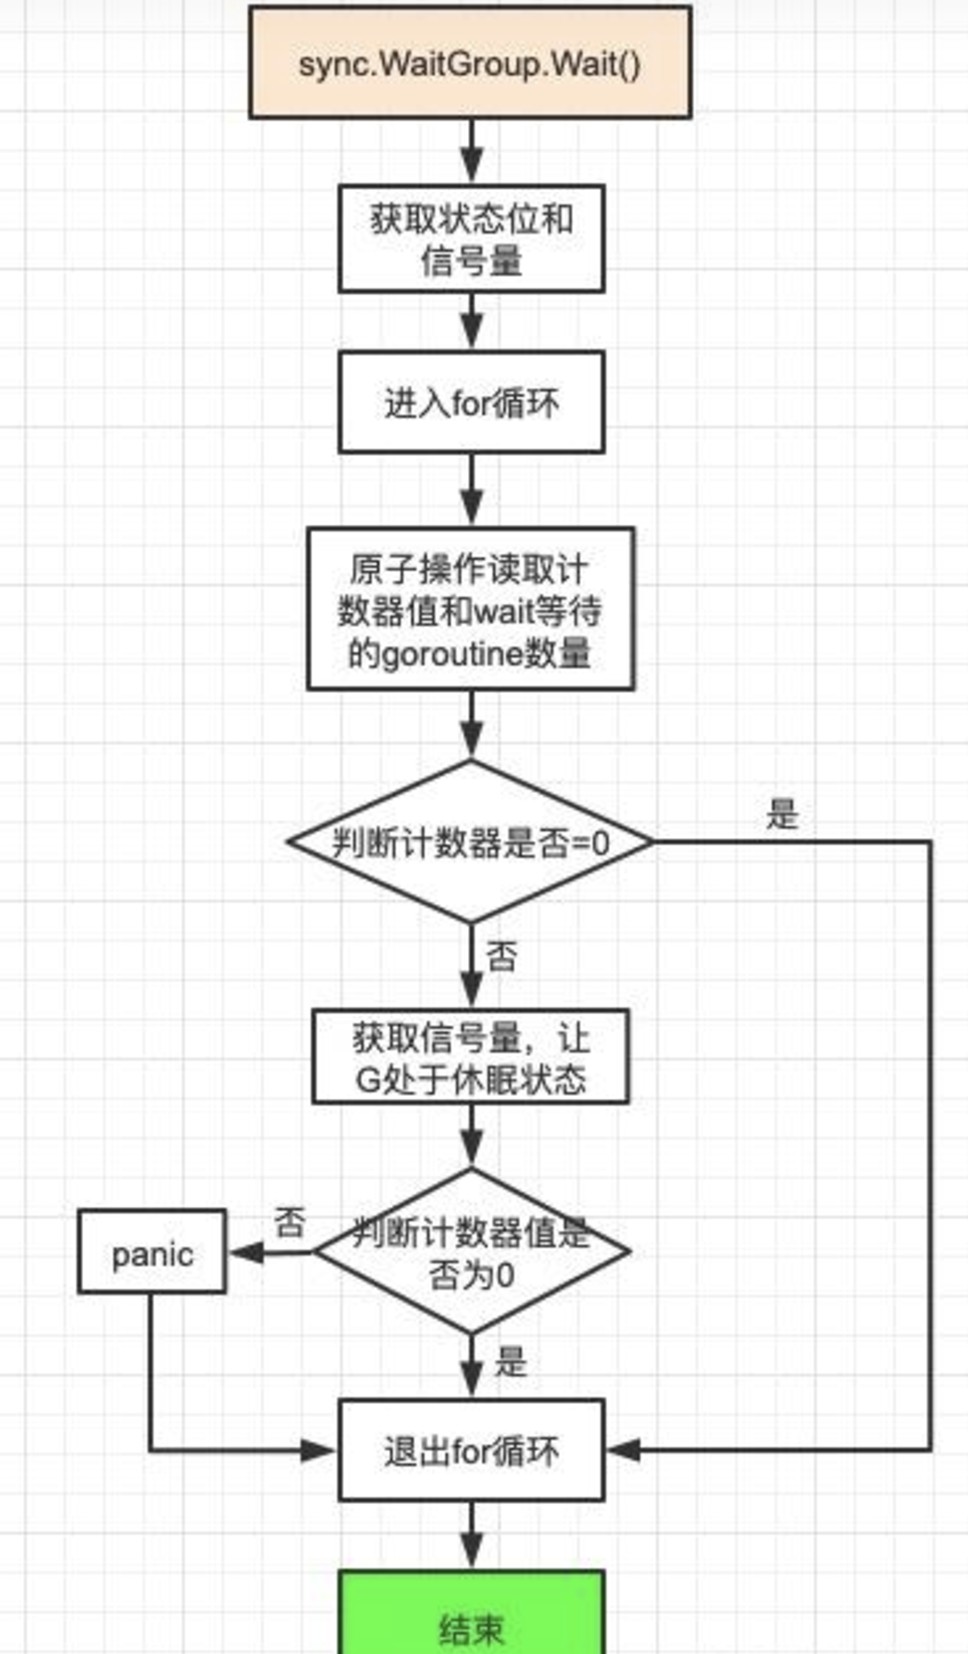 sync.WaitGroup.Wait()
获取状态位和
信号量
进入for循环
原子操作读取计
数器值和wait等待
的goroutine数量
判断计数器是否=0
是
否
获取信号量，让
G处于休眠状态
判断计数器值是
否为0
否
panic
是
退出for循环
结束